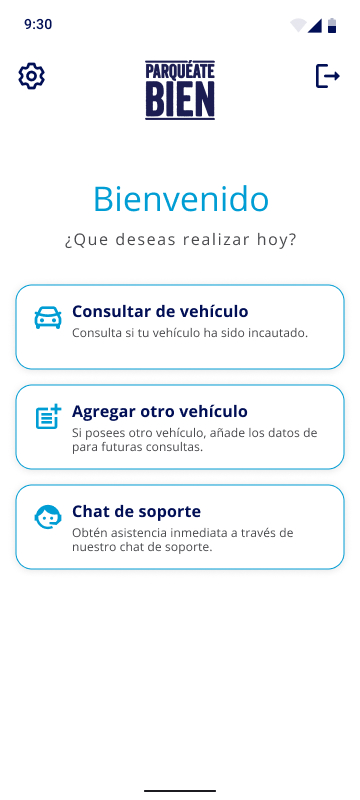 9:30
PARQUÉATE
BIEN
Bienvenido
¿Que deseas realizar hoy?
Consultar de vehículo
Consulta si tu vehículo ha sido incautado.
Agregar otro vehículo
Si posees otro vehículo, añade los datos de
para futuras consultas.
Chat de soporte
Obtén asistencia inmediata a través de
nuestro chat de soporte.